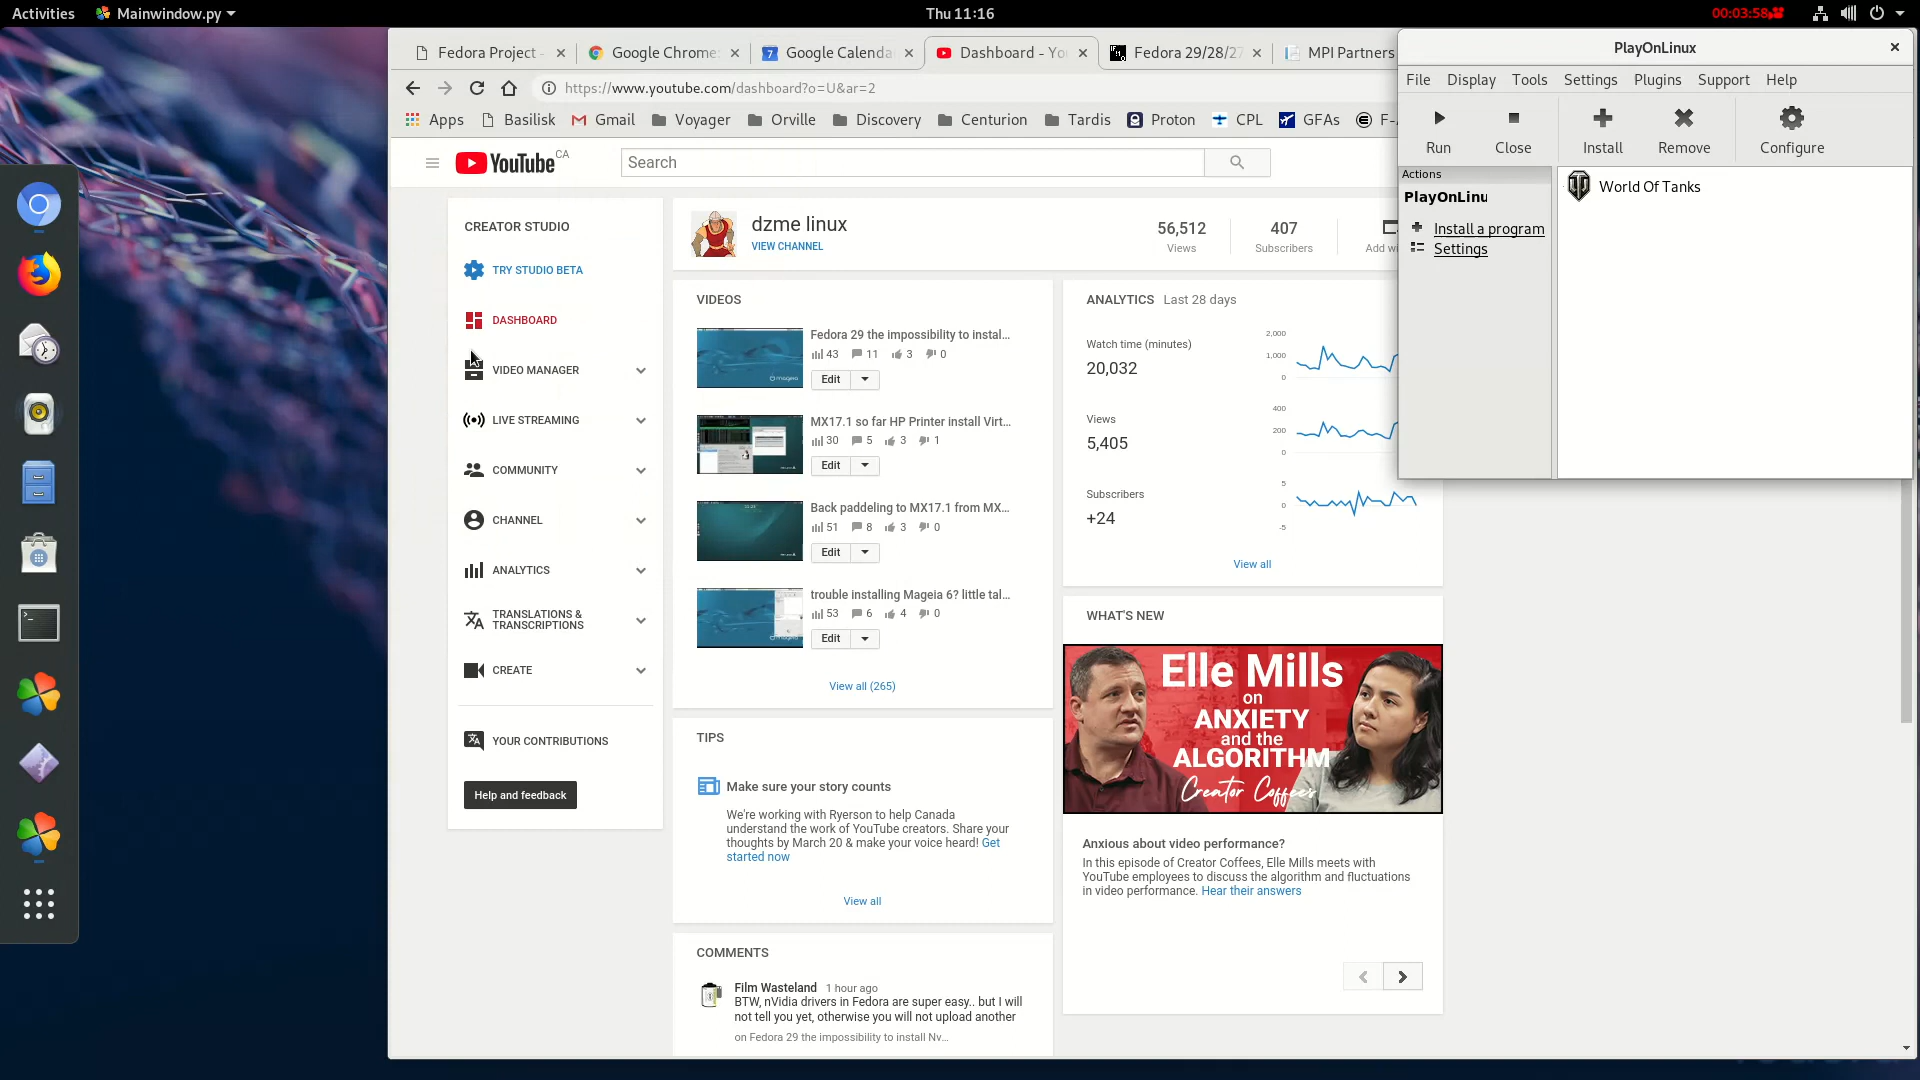 Activities
Mainwindow.py
Thu 11:16
00:03:58
Fedora Project -
Google Chrome
Google Calenda
Dashboard - Yo
Fedora 29/28/27
MPI Partners
https://www.youtube.com/dashboard?o=U&ar=2
Apps
Basilisk
Gmail
Voyager
Orville
Discovery
Centurion
Tardis
Proton
CPL
GFAs
F-
YouTube CA
Search
CREATOR STUDIO
TRY STUDIO BETA
DASHBOARD
VIDEO MANAGER
LIVE STREAMING
COMMUNITY
CHANNEL
ANALYTICS
TRANSLATIONS &
TRANSCRIPTIONS
CREATE
YOUR CONTRIBUTIONS
Help and feedback
dzme linux
VIEW CHANNEL
56,512
Views
407
Subscribers
Add wi
VIDEOS
Fedora 29 the impossibility to instal...
43 11 3 0
Edit
MX17.1 so far HP Printer install Virt...
30 5 3 1
Edit
Back paddeling to MX17.1 from MX...
51 8 3 0
Edit
trouble installing Mageia 6? little tal...
53 6 4 0
Edit
View all (265)
TIPS
Make sure your story counts
We're working with Ryerson to help Canada
understand the work of YouTube creators. Share your
thoughts by March 20 & make your voice heard! Get
started now
View all
COMMENTS
Film Wasteland 1 hour ago
BTW, nVidia drivers in Fedora are super easy.. but I will
not tell you yet, otherwise you will not upload another
on Fedora 29 the impossibility to install Nv...
ANALYTICS Last 28 days
Watch time (minutes)
20,032
2,000
1,000
0
Views
5,405
400
200
0
Subscribers
+24
5
0
-5
View all
WHAT'S NEW
Elle Mills
on
ANXIETY
and the
ALGORITHM
Creator Coffees
Anxious about video performance?
In this episode of Creator Coffees, Elle Mills meets with
YouTube employees to discuss the algorithm and fluctuations
in video performance. Hear their answers
PlayOnLinux
File Display Tools Settings Plugins Support Help
Run
Close
Install
Remove
Configure
Actions
PlayOnLinu
Install a program
Settings
World Of Tanks